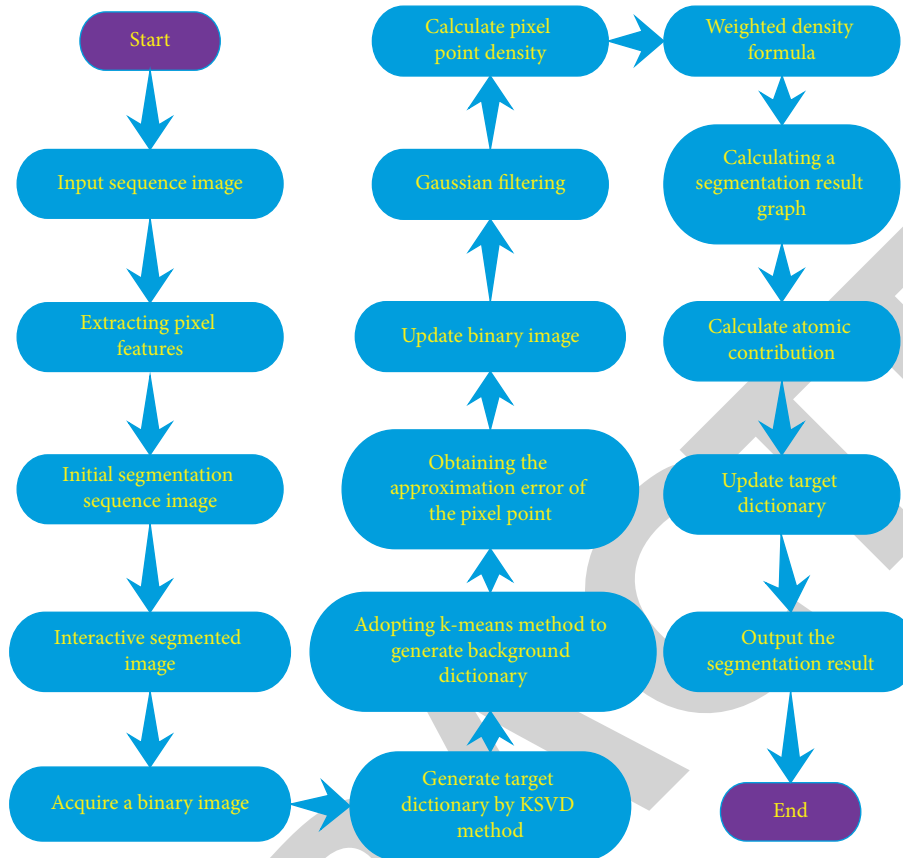 Start
Input sequence image
Extracting pixel
features
Initial segmentation
sequence image
Interactive segmented
image
Acquire a binary image
Generate target
dictionary by KSVD
method
Adopting k-means method to
generate background
dictionary
Obtaining the
approximation error of
the pixel point
Update binary image
Gaussian filtering
Calculate pixel
point density
Weighted density
formula
Calculating a
segmentation result
graph
Calculate atomic
contribution
Update target
dictionary
Output the
segmentation result
End